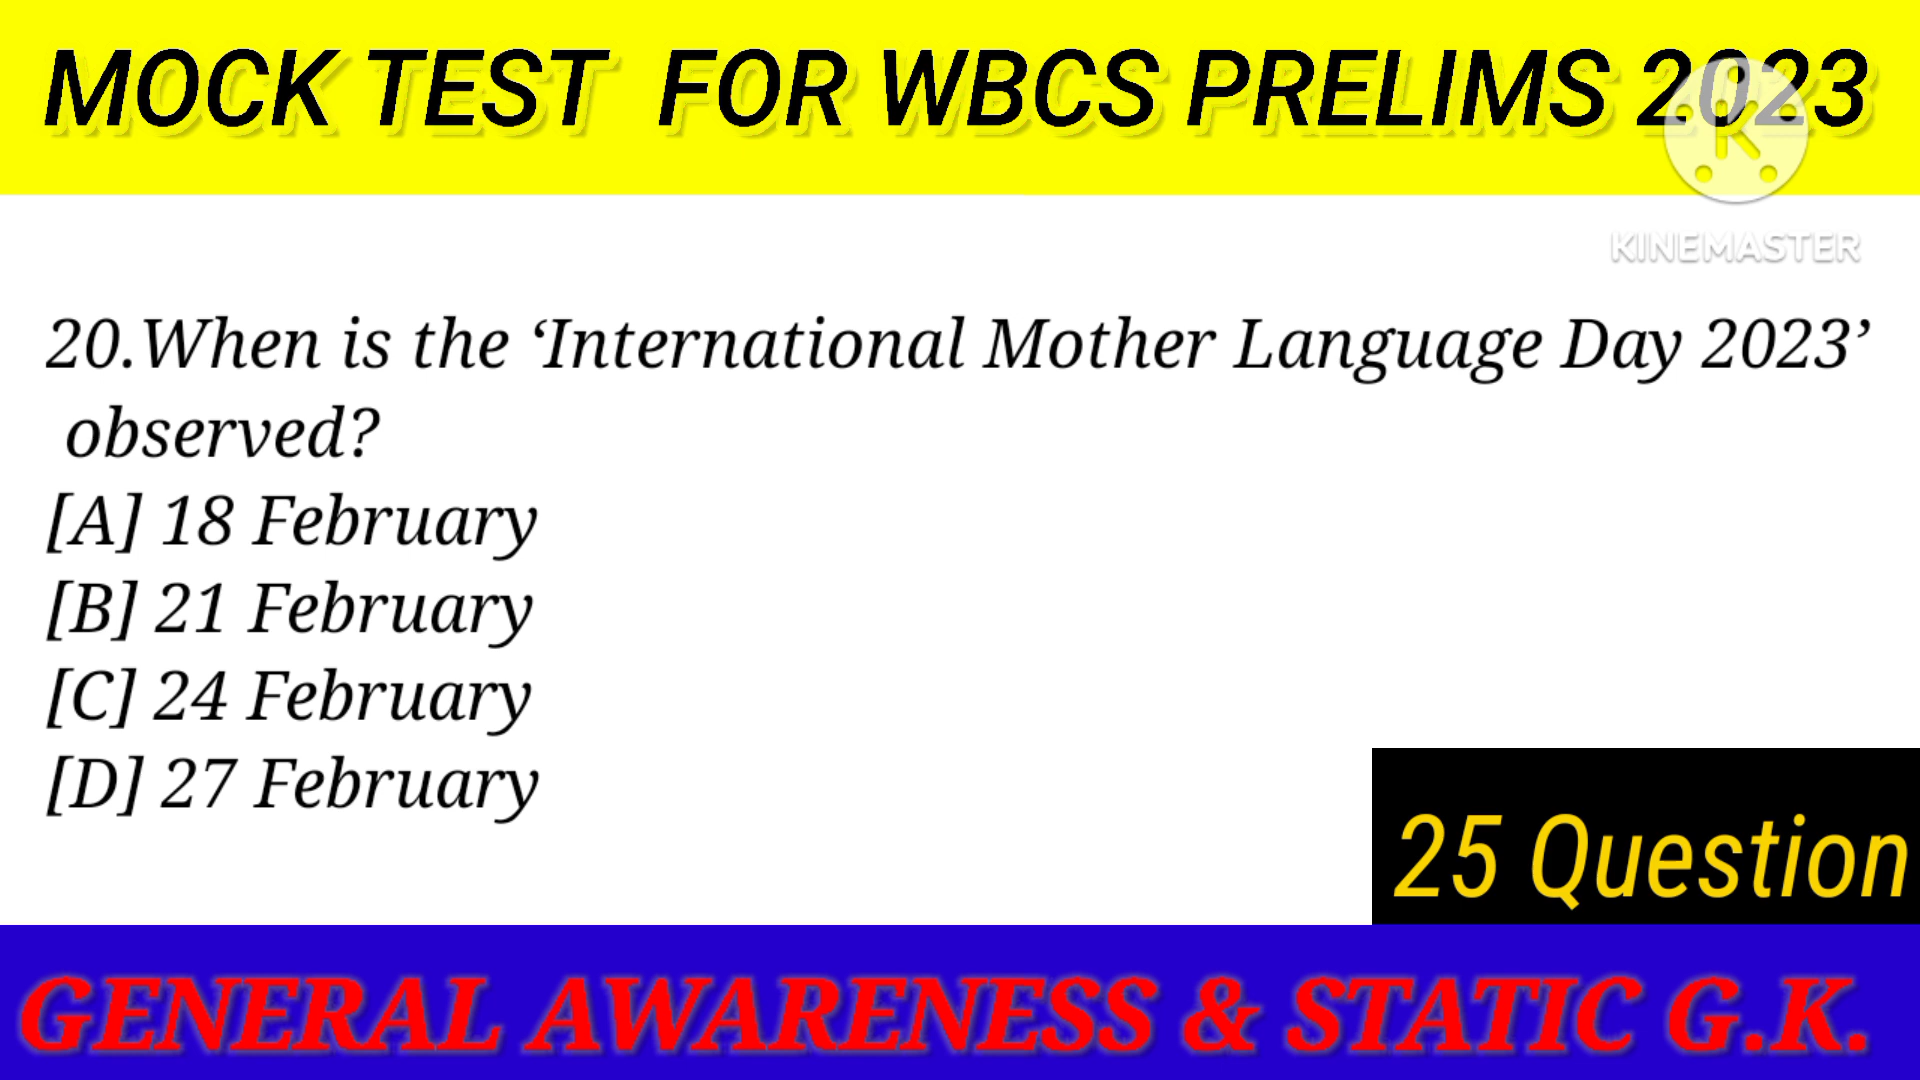 MOCK TEST FOR WBCS PRELIMS 2023
KINEMASTER
20.When is the ‘International Mother Language Day 2023’
observed?
[A] 18 February
[B] 21 February
[C] 24 February
[D] 27 February
25 Question
GENERAL AWARENESS & STATIC G.K.